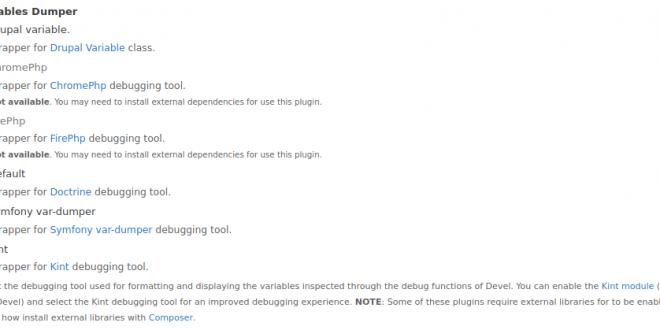 ables Dumper
upal variable.
rapper for Drupal Variable class.
romePhp
rapper for ChromePhp debugging tool.
ot available. You may need to install external dependencies for use this plugin.
ePhp
rapper for FirePhp debugging tool.
ot available. You may need to install external dependencies for use this plugin.
efault
rapper for Doctrine debugging tool.
mfony var-dumper
rapper for Symfony var-dumper debugging tool.
nt
rapper for Kint debugging tool.
t the debugging tool used for formatting and displaying the variables inspected through the debug functions of Devel. You can enable the Kint module (
Devel) and select the Kint debugging tool for an improved debugging experience. NOTE: Some of these plugins require external libraries for to be enabl
how install external libraries with Composer.